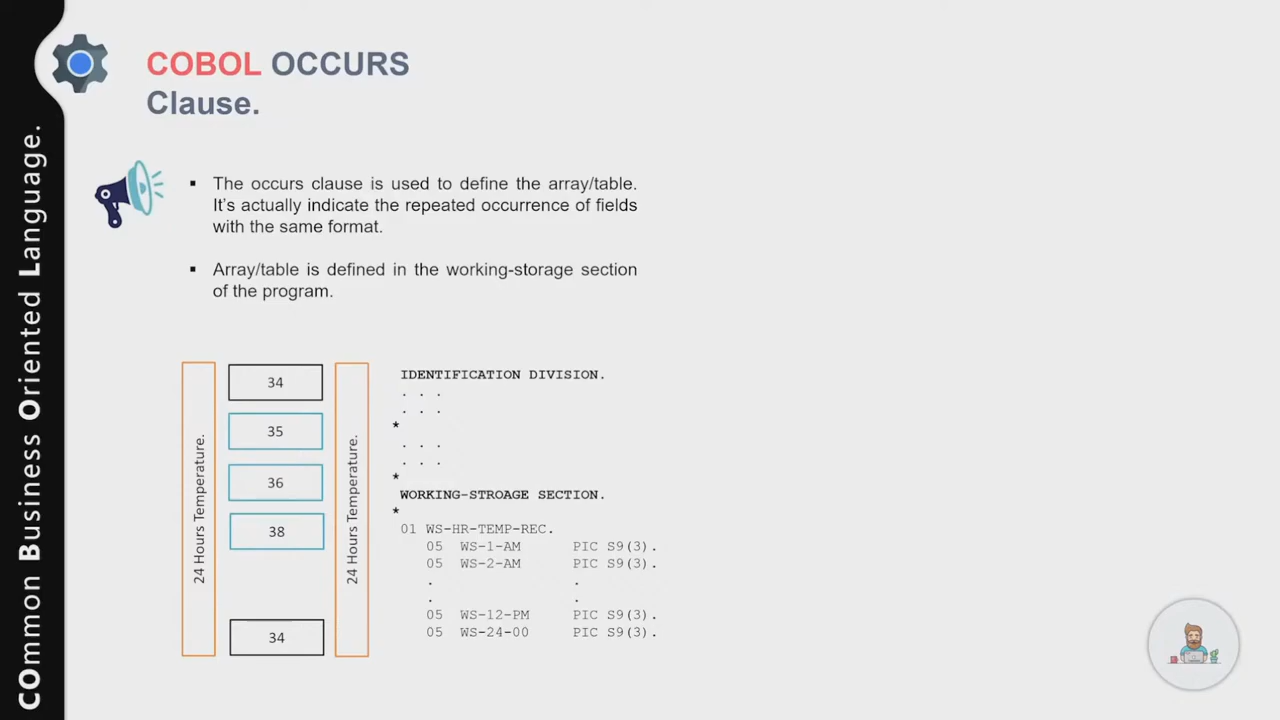 COmmon Business Oriented Language.
COBOL OCCURS
Clause.
▪ The occurs clause is used to define the array/table.
It's actually indicate the repeated occurrence of fields
with the same format.
▪ Array/table is defined in the working-storage section
of the program.
24 Hours Temperature.
34
35
36
38
34
24 Hours Temperature.
IDENTIFICATION DIVISION.
. . .
. . .
*
. . .
. . .
*
WORKING-STROAGE SECTION.
*
01 WS-HR-TEMP-REC.
05 WS-1-AM PIC S9(3).
05 WS-2-AM PIC S9(3).
. .
. .
05 WS-12-PM PIC S9(3).
05 WS-24-00 PIC S9(3).